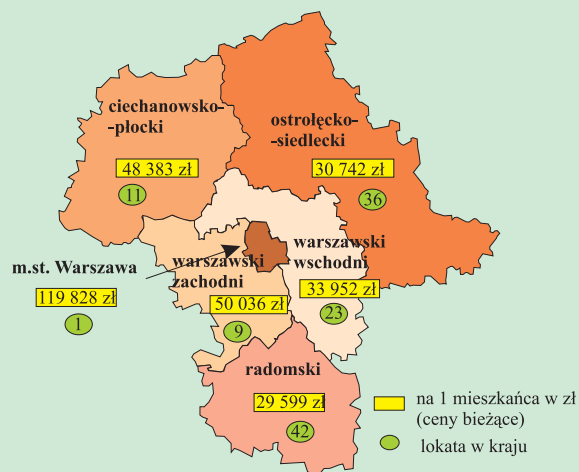 ciechanowsko-
-płocki
48 383 zł
11
ostrołęcko-
-siedlecki
30 742 zł
36
m.st. Warszawa
119 828 zł
1
warszawski
zachodni
50 036 zł
9
warszawski
wschodni
33 952 zł
23
radomski
29 599 zł
42
na 1 mieszkańca w zł
(ceny bieżące)
lokata w kraju